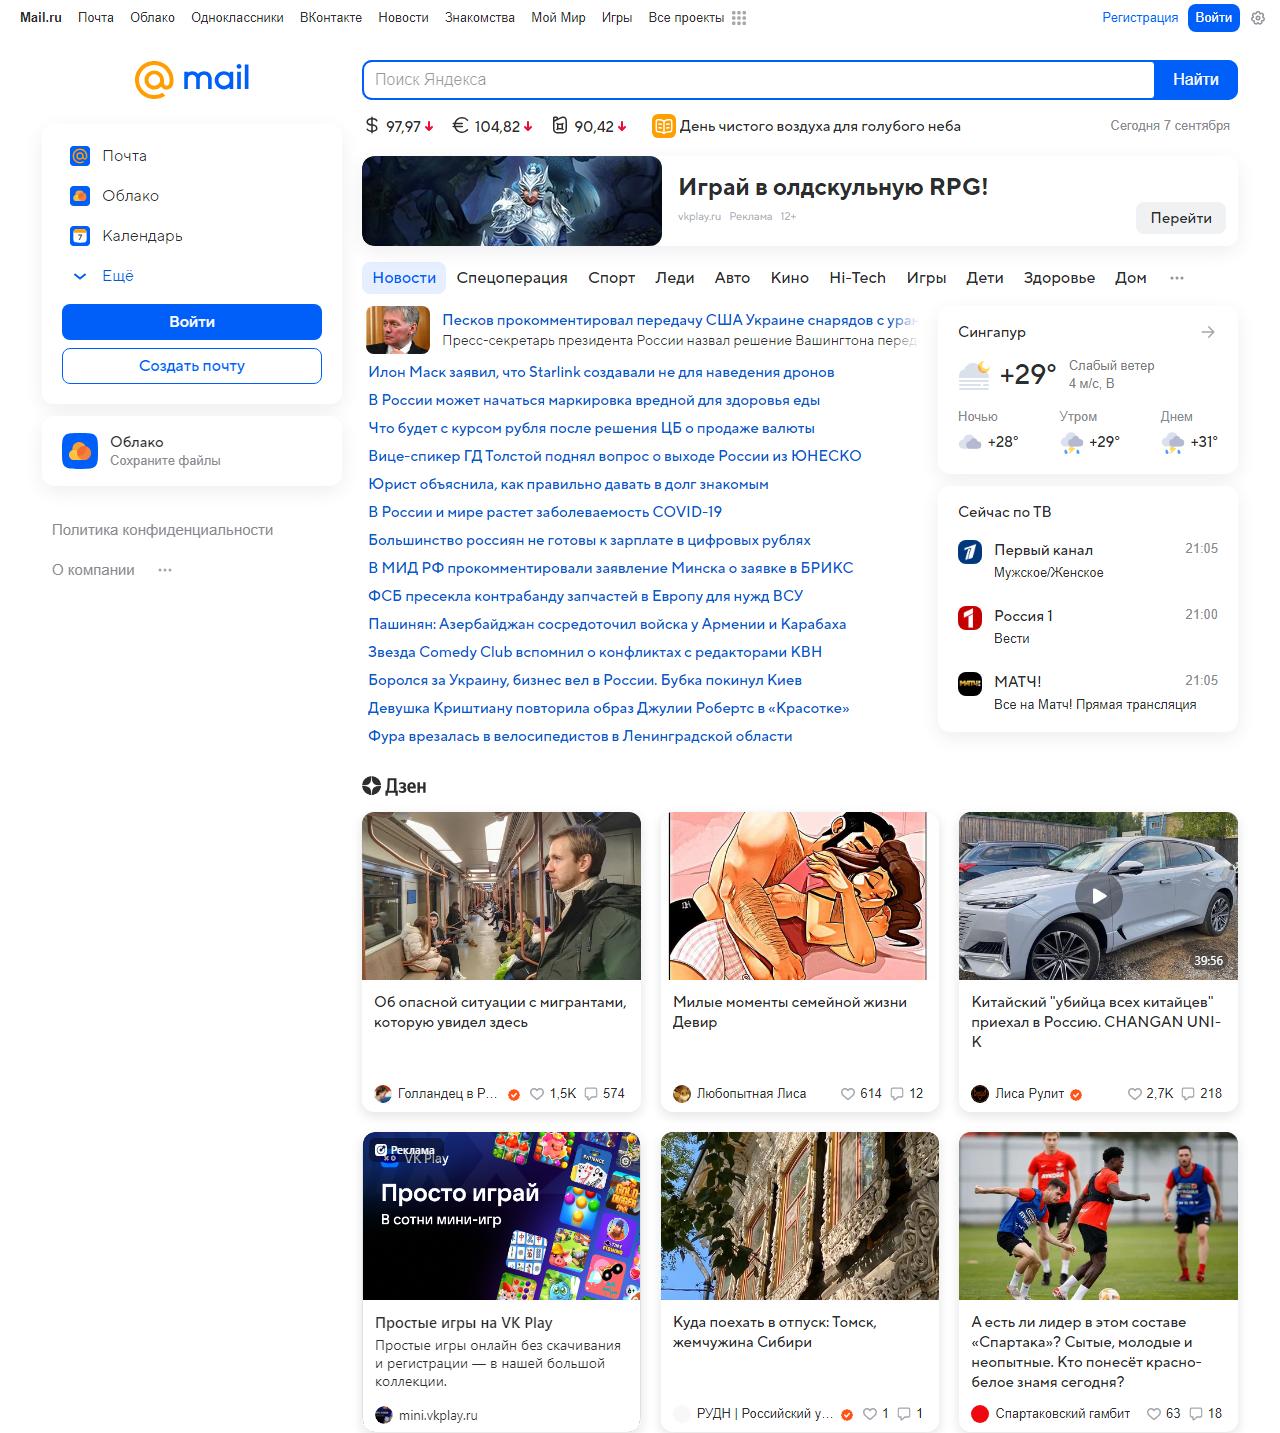 Mail.ru Почта Облако Одноклассники ВКонтакте Новости Знакомства Мой Мир Игры Все проекты Регистрация Войти
@ mail
Поиск Яндекса Найти
$ 97,97 € 104,82 90,42 День чистого воздуха для голубого неба Сегодня 7 сентября
Почта
Облако
7 Календарь
Ещё
Войти
Создать почту
Облако
Сохраните файлы
Политика конфиденциальности
О компании
Играй в олдскульную RPG!
vkplay.ru Реклама 12+
Перейти
Новости Спецоперация Спорт Леди Авто Кино Hi-Tech Игры Дети Здоровье Дом
Песков прокомментировал передачу США Украине снарядов с уран
Пресс-секретарь президента России назвал решение Вашингтона перед
Илон Маск заявил, что Starlink создавали не для наведения дронов
В России может начаться маркировка вредной для здоровья еды
Что будет с курсом рубля после решения ЦБ о продаже валюты
Вице-спикер ГД Толстой поднял вопрос о выходе России из ЮНЕСКО
Юрист объяснила, как правильно давать в долг знакомым
В России и мире растет заболеваемость COVID-19
Большинство россиян не готовы к зарплате в цифровых рублях
В МИД РФ прокомментировали заявление Минска о заявке в БРИКС
ФСБ пресекла контрабанду запчастей в Европу для нужд ВСУ
Пашинян: Азербайджан сосредоточил войска у Армении и Карабаха
Звезда Comedy Club вспомнил о конфликтах с редакторами КВН
Боролся за Украину, бизнес вел в России. Бубка покинул Киев
Девушка Криштиану повторила образ Джулии Робертс в «Красотке»
Фура врезалась в велосипедистов в Ленинградской области
Сингапур
+29° Слабый ветер
4 м/с, В
Ночью Утром Днем
+28° +29° +31°
Сейчас по ТВ
Первый канал 21:05
Мужское/Женское
Россия 1 21:00
Вести
МАТЧ! 21:05
Все на Матч! Прямая трансляция
Дзен
39:56
Об опасной ситуации с мигрантами,
которую увидел здесь
Голландец в Р... 1,5K 574
Милые моменты семейной жизни
Девир
Любопытная Лиса 614 12
Китайский "убийца всех китайцев"
приехал в Россию. CHANGAN UNI-
K
Лиса Рулит 2,7K 218
Реклама
VK Play
Просто играй
В сотни мини-игр
6+
Простые игры на VK Play
Простые игры онлайн без скачивания
и регистрации — в нашей большой
коллекции.
mini.vkplay.ru
Куда поехать в отпуск: Томск,
жемчужина Сибири
РУДН | Российский у... 1 1
А есть ли лидер в этом составе
«Спартака»? Сытые, молодые и
неопытные. Кто понесёт красно-
белое знамя сегодня?
Спартаковский гамбит 63 18